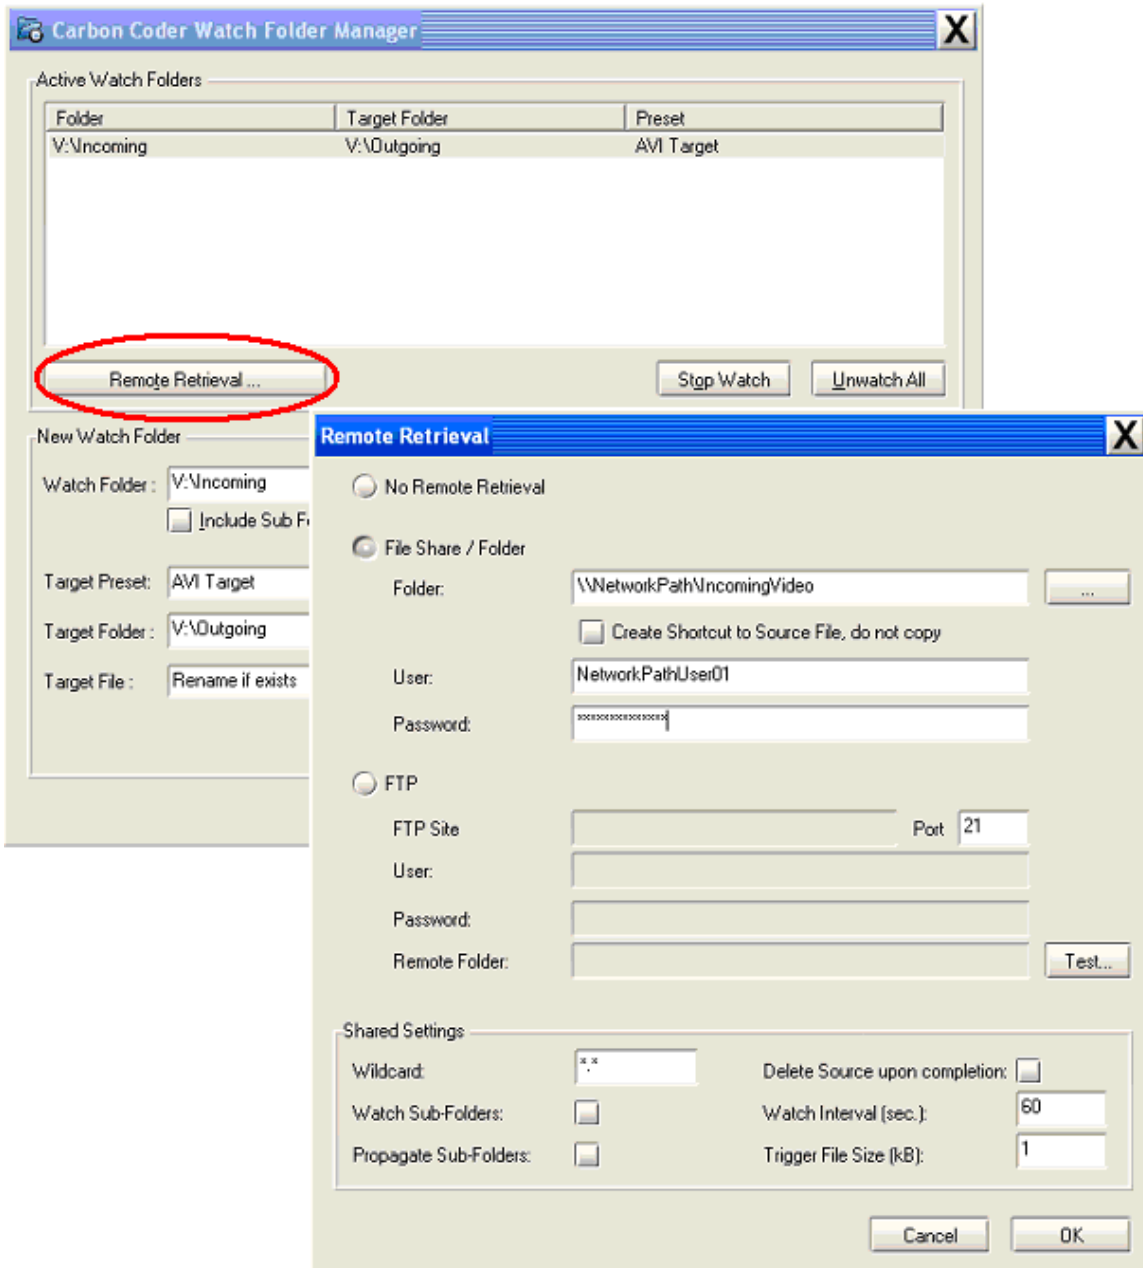 Carbon Coder Watch Folder Manager
X
Active Watch Folders
Folder Target Folder Preset
V:\Incoming V:\Outgoing AVI Target
Remote Retrieval ... Stop Watch Unwatch All
New Watch Folder
Watch Folder : V:\Incoming
Include Sub Fo
Target Preset: AVI Target
Target Folder : V:\Outgoing
Target File : Rename if exists
Remote Retrieval
X
No Remote Retrieval
File Share / Folder
Folder: \\NetworkPath\IncomingVideo ...
Create Shortcut to Source File, do not copy
User: NetworkPathUser01
Password: **************
FTP
FTP Site Port 21
User:
Password:
Remote Folder: Test...
Shared Settings
Wildcard: *.* Delete Source upon completion:
Watch Sub-Folders: Watch Interval (sec.): 60
Propagate Sub-Folders: Trigger File Size (kB): 1
Cancel OK